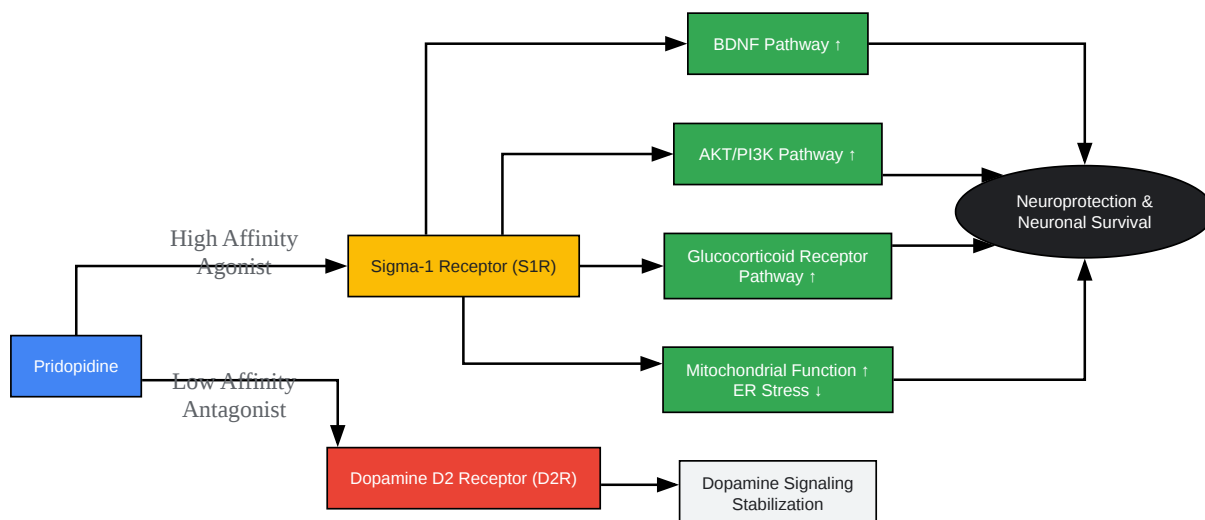 BDNF Pathway ↑
AKT/PI3K Pathway ↑
Neuroprotection &
Neuronal Survival
High Affinity
Agonist
Sigma-1 Receptor (S1R)
Glucocorticoid Receptor
Pathway ↑
Pridopidine
Low Affinity
Antagonist
Mitochondrial Function ↑
ER Stress ↓
Dopamine D2 Receptor (D2R)
Dopamine Signaling
Stabilization